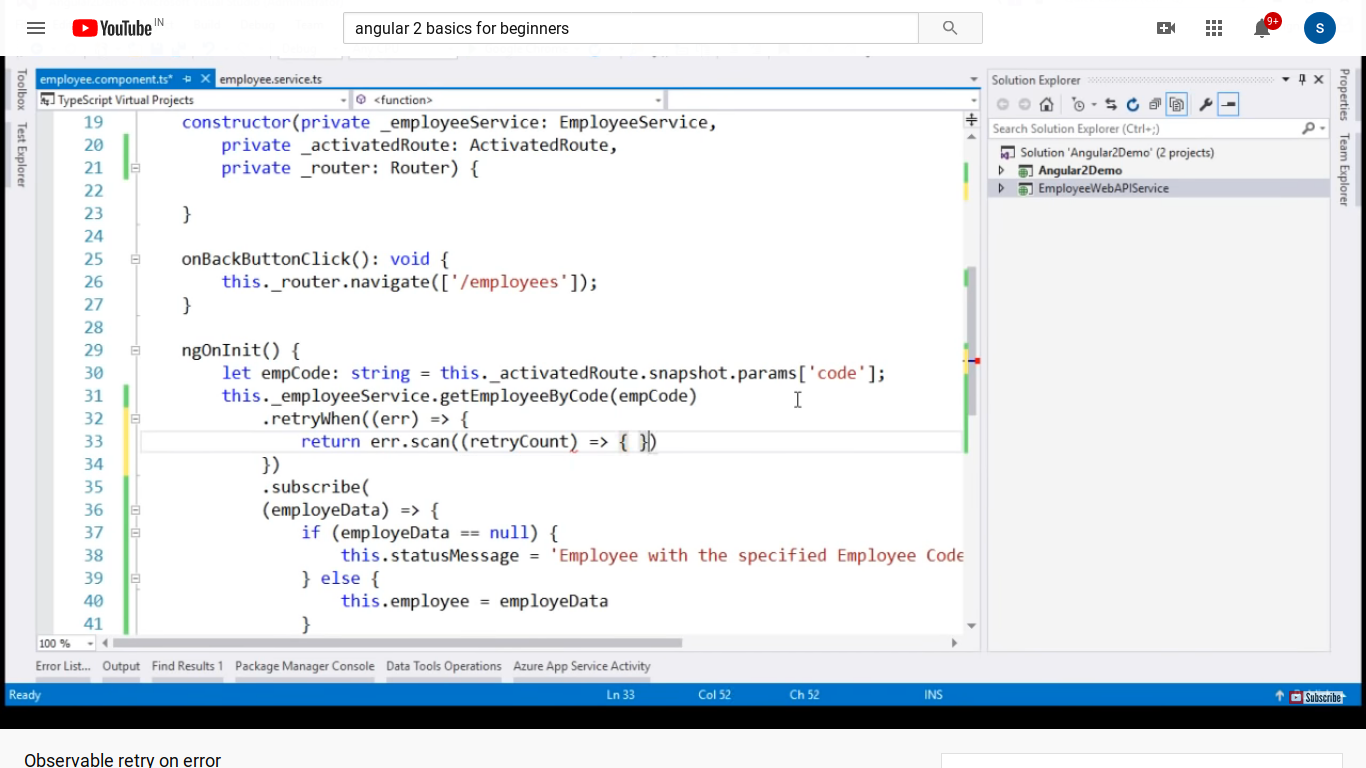 YouTube IN
angular 2 basics for beginners
9+
S
Toolbox
Test Explorer
employee.component.ts*
employee.service.ts
TypeScript Virtual Projects
<function>
19 constructor(private _employeeService: EmployeeService,
20 private _activatedRoute: ActivatedRoute,
21 private _router: Router) {
22
23 }
24
25 onBackButtonClick(): void {
26 this._router.navigate(['/employees']);
27 }
28
29 ngOnInit() {
30 let empCode: string = this._activatedRoute.snapshot.params['code'];
31 this._employeeService.getEmployeeByCode(empCode)
32 .retryWhen((err) => {
33 return err.scan((retryCount) => { })
34 })
35 .subscribe(
36 (employeData) => {
37 if (employeData == null) {
38 this.statusMessage = 'Employee with the specified Employee Code
39 } else {
40 this.employee = employeData
41 }
100 %
Solution Explorer
Search Solution Explorer (Ctrl+;)
Solution 'Angular2Demo' (2 projects)
Angular2Demo
EmployeeWebAPIService
Properties
Team Explorer
Error List...
Output
Find Results 1
Package Manager Console
Data Tools Operations
Azure App Service Activity
Ready
Ln 33
Col 52
Ch 52
INS
Subscribe
Observable retry on error